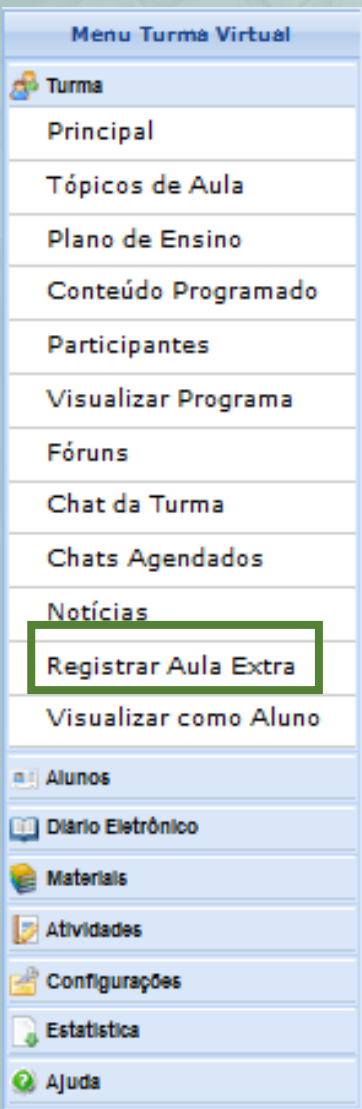 Menu Turma Virtual
Turma
Principal
Tópicos de Aula
Plano de Ensino
Conteúdo Programado
Participantes
Visualizar Programa
Fóruns
Chat da Turma
Chats Agendados
Notícias
Registrar Aula Extra
Visualizar como Aluno
Alunos
Diário Eletrônico
Materiais
Atividades
Configurações
Estatística
Ajuda